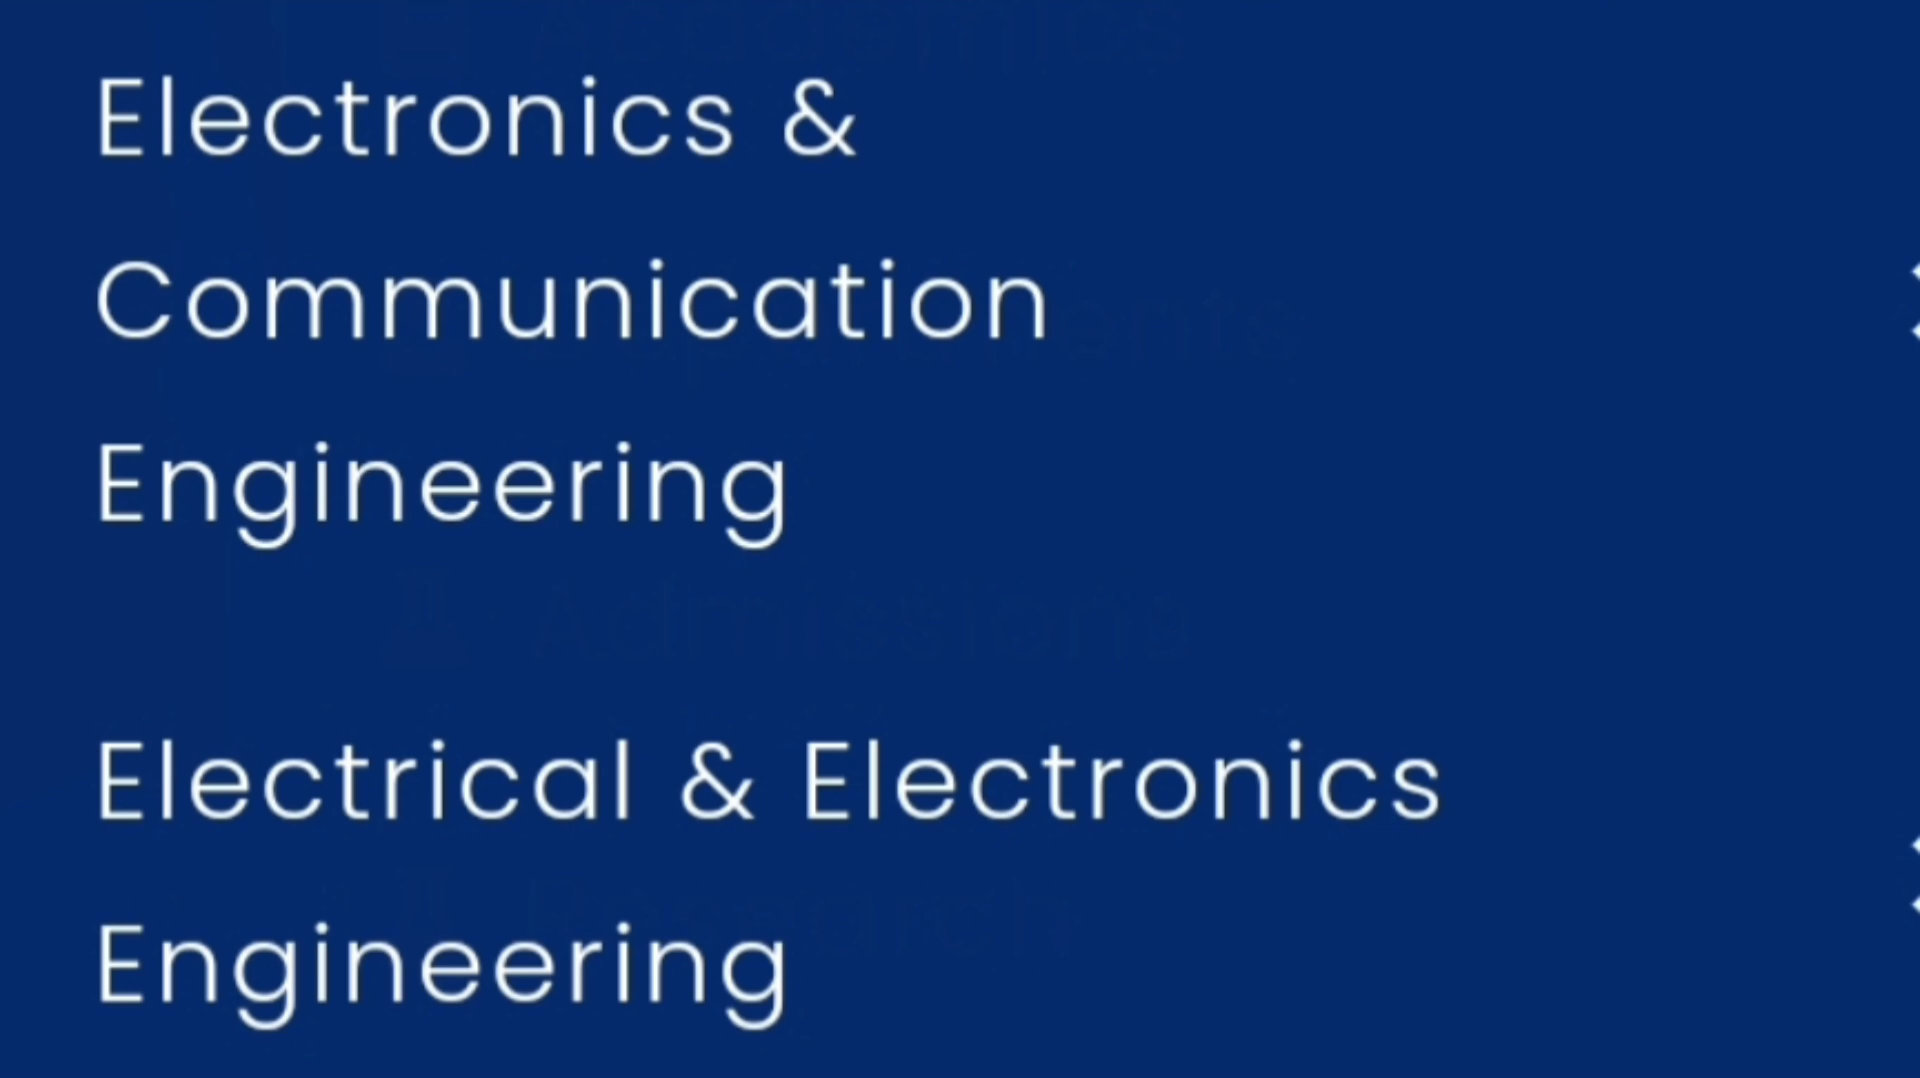 Electronics &
Communication
Engineering
Electrical & Electronics
Engineering